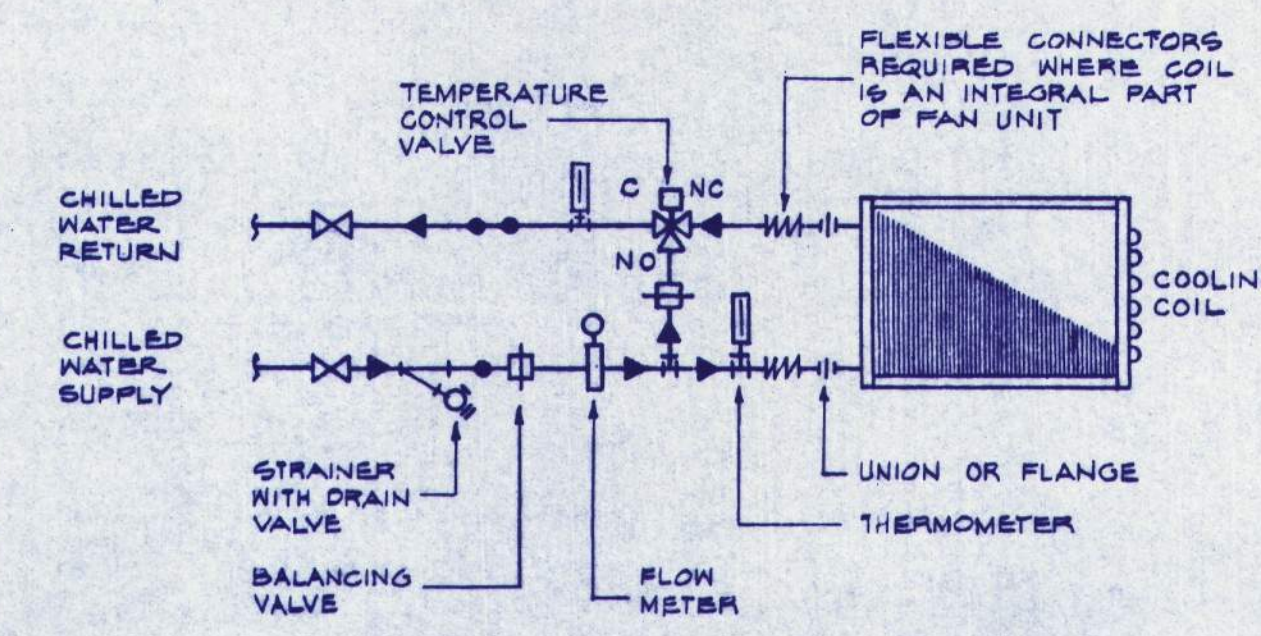 FLEXIBLE CONNECTORS
REQUIRED WHERE COIL
IS AN INTEGRAL PART
OF FAN UNIT
TEMPERATURE
CONTROL
VALVE
C
NC
NO
CHILLED
WATER
RETURN
COOLIN
COIL
CHILLED
WATER
SUPPLY
STRAINER
WITH DRAIN
VALVE
UNION OR FLANGE
THERMOMETER
BALANCING
VALVE
FLOW
METER